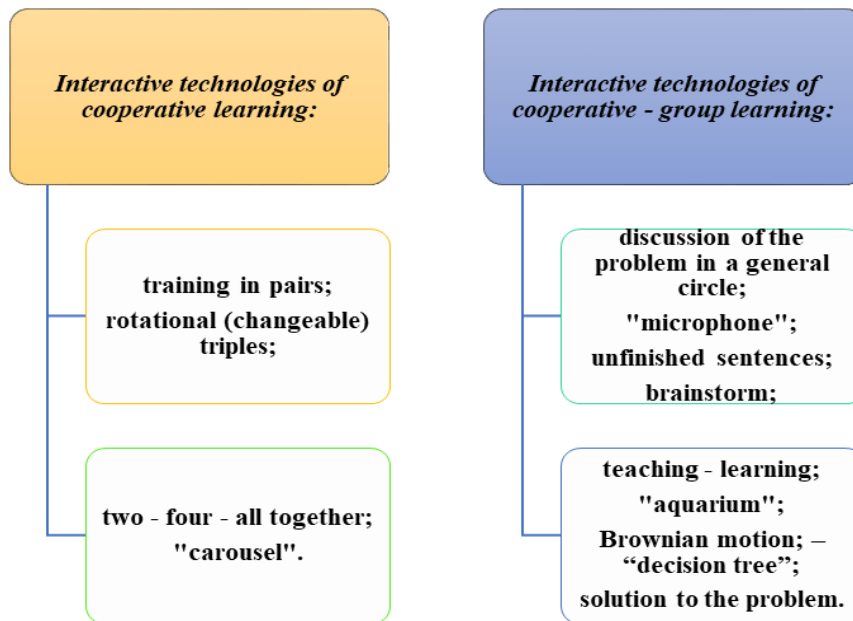 Interactive technologies of
cooperative learning:
training in pairs;
rotational (changeable)
triples;
two - four - all together;
"carousel".
Interactive technologies of
cooperative - group learning:
discussion of the
problem in a general
circle;
"microphone";
unfinished sentences;
brainstorm;
teaching - learning;
"aquarium";
Brownian motion; –
“decision tree”;
solution to the problem.